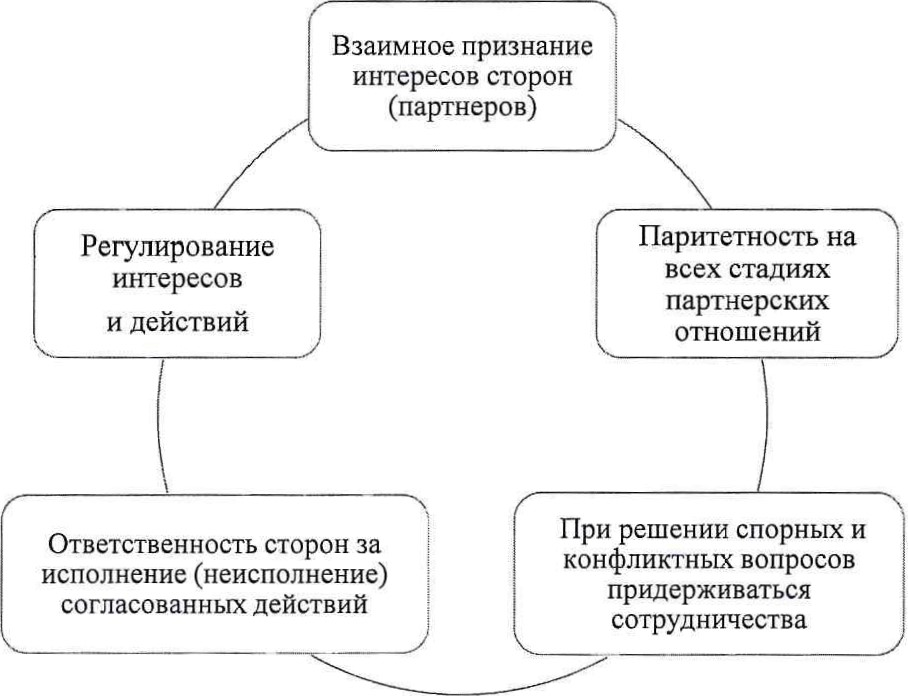 Взаимное признание
интересов сторон
(партнеров)
Паритетность на
всех стадиях
партнерских
отношений
При решении спорных и
конфликтных вопросов
придерживаться
сотрудничества
Ответственность сторон за
исполнение (неисполнение)
согласованных действий
Регулирование
интересов
и действий